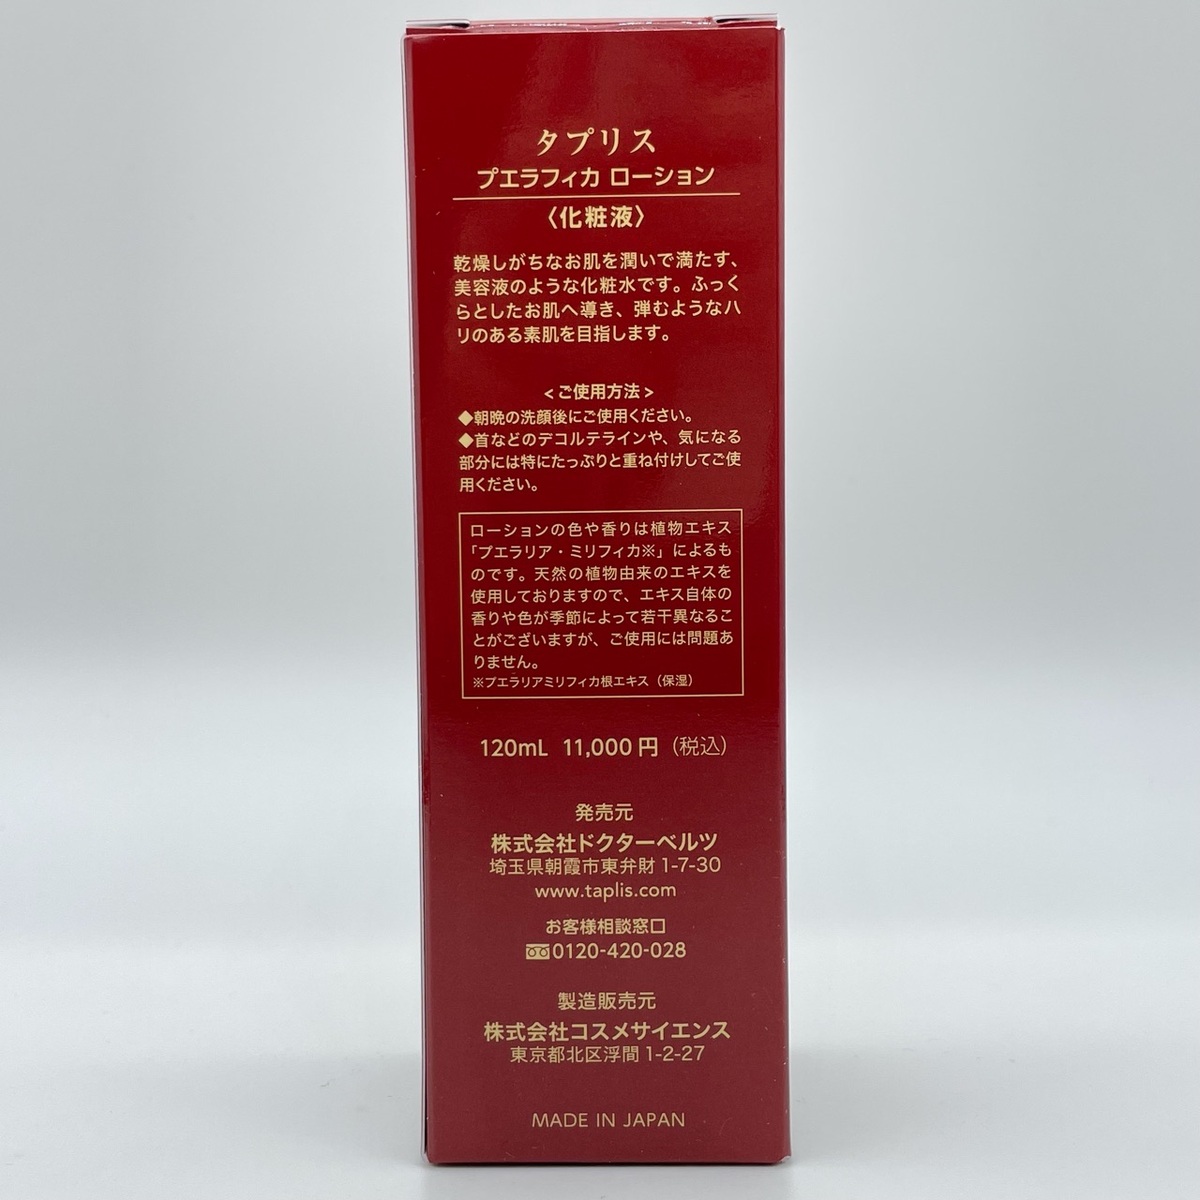 タプリス
プエラフィカ ローション
〈化粧液〉
乾燥しがちなお肌を潤いで満たす、
美容液のような化粧水です。ふっく
らとしたお肌へ導き、弾むようなハ
リのある素肌を目指します。
＜ご使用方法＞
◆朝晩の洗顔後にご使用ください。
◆首などのデコルテラインや、気になる
部分には特にたっぷりと重ね付けしてご使
用ください。
ローションの色や香りは植物エキス
「プエラリア・ミリフィカ※」によるも
のです。天然の植物由来のエキスを
使用しておりますので、エキス自体の
香りや色が季節によって若干異なるこ
とがございますが、ご使用には問題あ
りません。
※プエラリアミリフィカ根エキス（保湿）
120mL 11,000円（税込）
発売元
株式会社ドクターベルツ
埼玉県朝霞市東弁財1-7-30
www.taplis.com
お客様相談窓口
0120-420-028
製造販売元
株式会社コスメサイエンス
東京都北区浮間1-2-27
MADE IN JAPAN